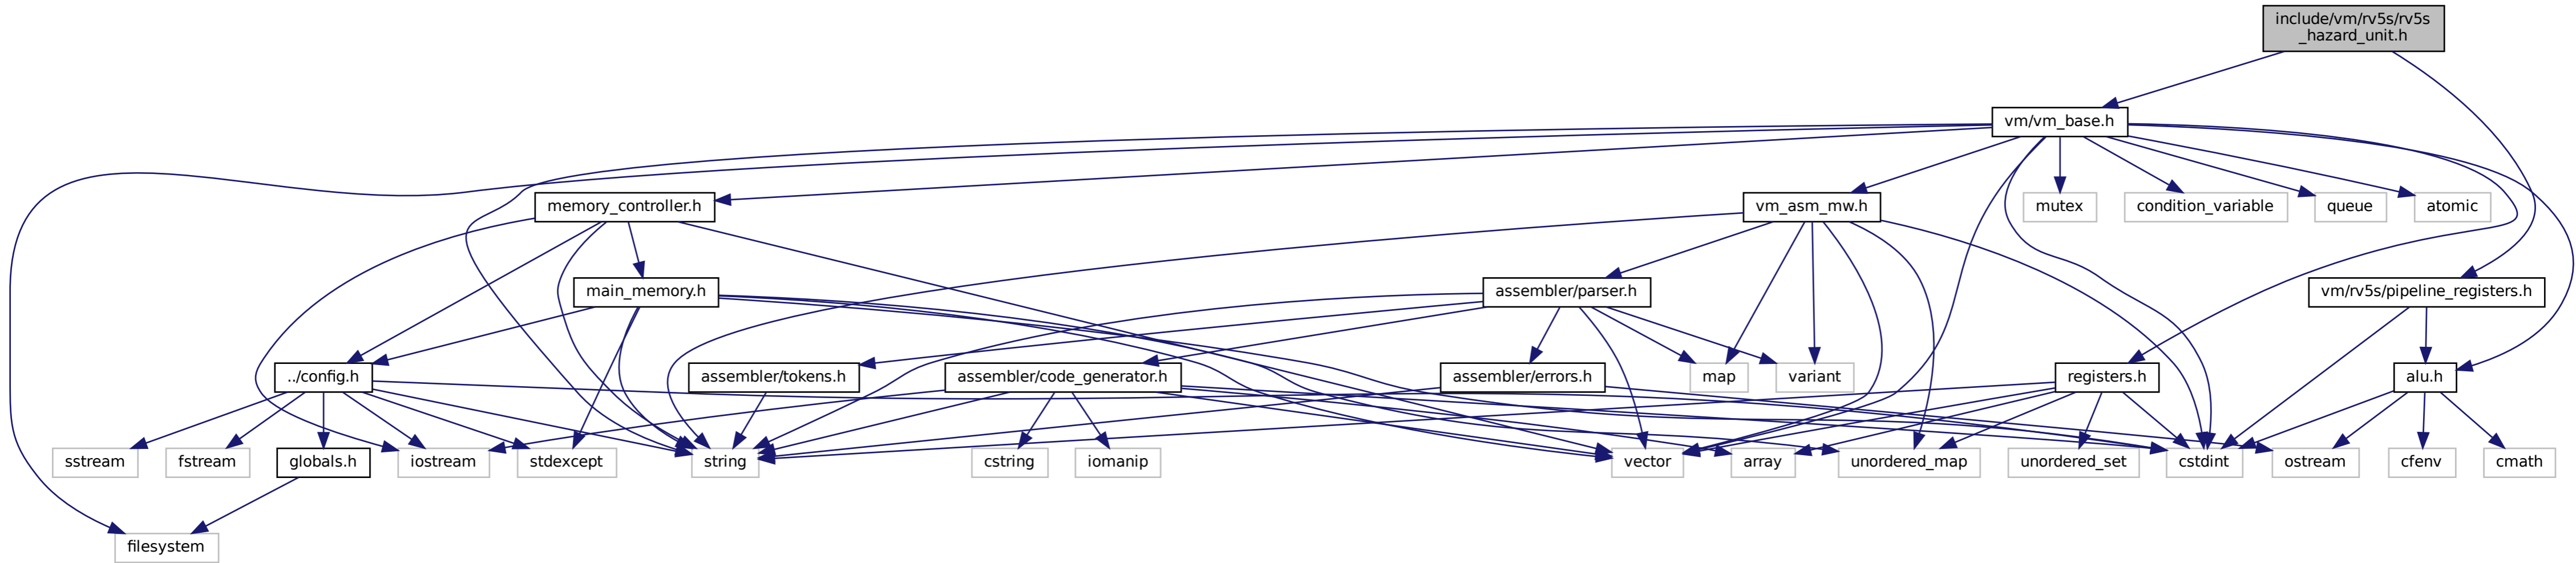 include/vm/rv5s/rv5s
_hazard_unit.h
vm/vm_base.h
memory_controller.h
vm_asm_mw.h
mutex
condition_variable
queue
atomic
main_memory.h
assembler/parser.h
vm/rv5s/pipeline_registers.h
../config.h
assembler/tokens.h
assembler/code_generator.h
assembler/errors.h
map
variant
registers.h
alu.h
sstream
fstream
globals.h
iostream
stdexcept
string
cstring
iomanip
vector
array
unordered_map
unordered_set
cstdint
ostream
cfenv
cmath
filesystem